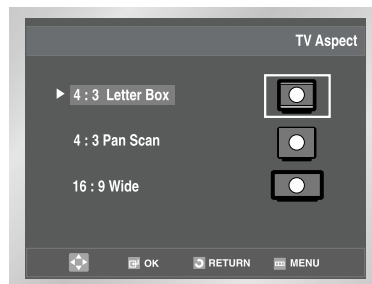 TV Aspect
4 : 3 Letter Box
4 : 3 Pan Scan
16 : 9 Wide
OK RETURN MENU